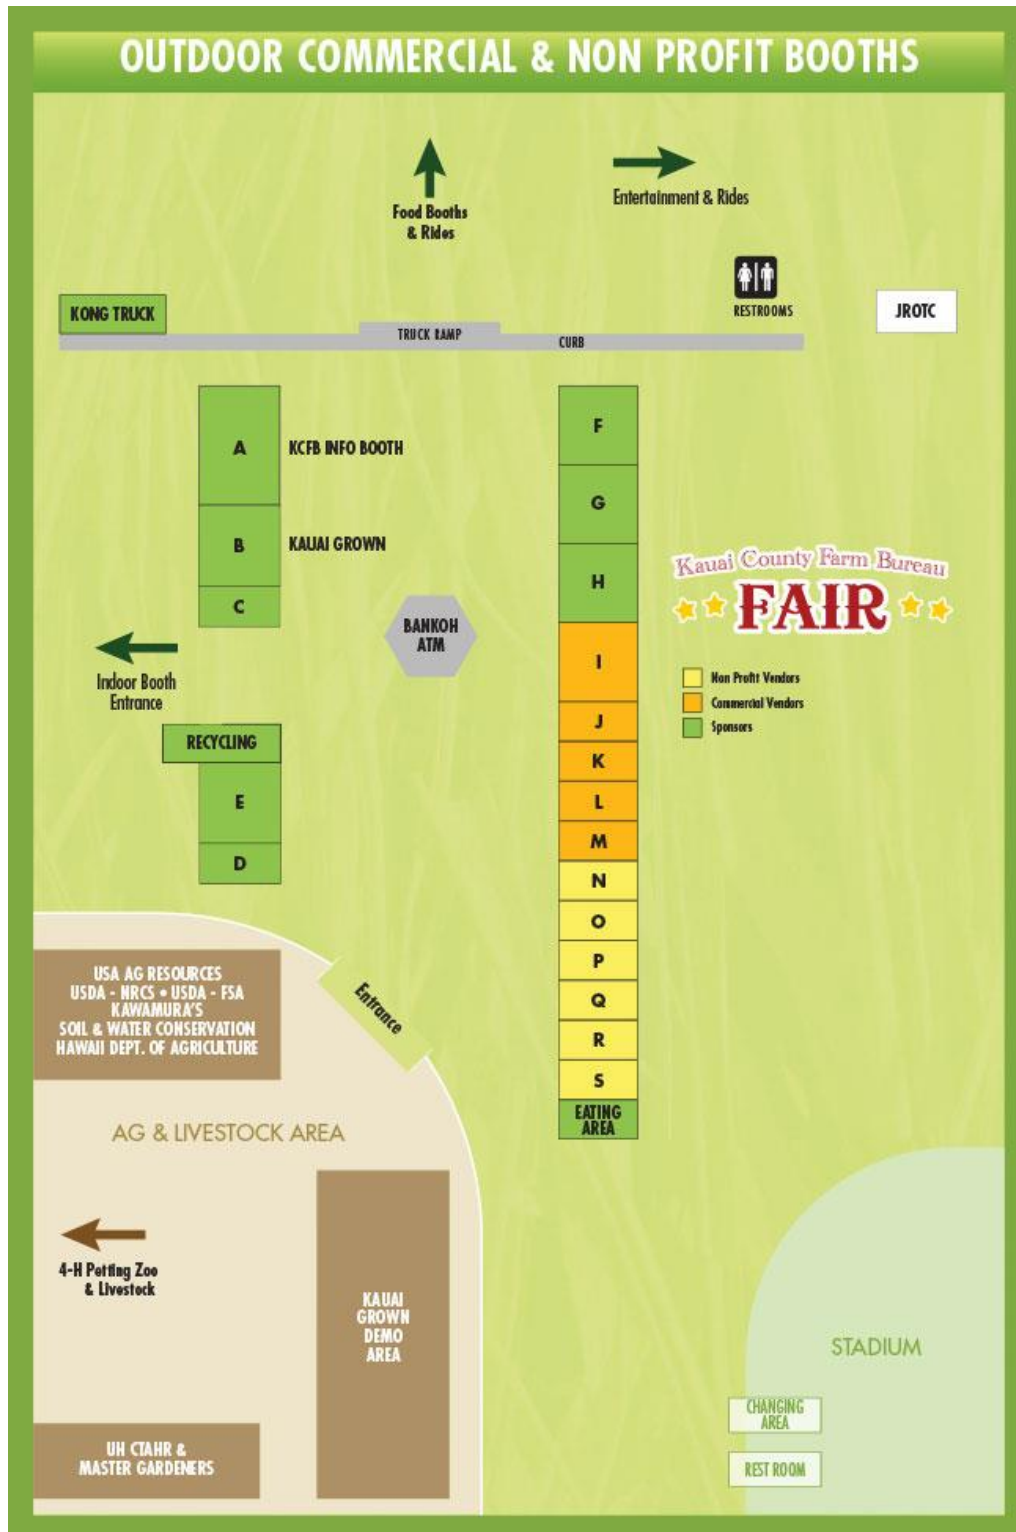 OUTDOOR COMMERCIAL & NON PROFIT BOOTHS
Food Booths
& Rides
Entertainment & Rides
RESTROOMS
KONG TRUCK
JROTC
TRUCK RAMP
CURB
A
KCFB INFO BOOTH
B
KAUAI GROWN
C
BANKOH
ATM
Indoor Booth
Entrance
RECYCLING
E
D
F
G
H
I
J
K
L
M
N
O
P
Q
R
S
EATING
AREA
Kauai County Farm Bureau
FAIR
Non Profit Vendors
Commercial Vendors
Sponsors
USA AG RESOURCES
USDA - NRCS • USDA - FSA
KAWAMURA'S
SOIL & WATER CONSERVATION
HAWAII DEPT. OF AGRICULTURE
Entrance
AG & LIVESTOCK AREA
4-H Petting Zoo
& Livestock
KAUAI
GROWN
DEMO
AREA
UH CTAHR &
MASTER GARDENERS
STADIUM
CHANGING
AREA
REST ROOM